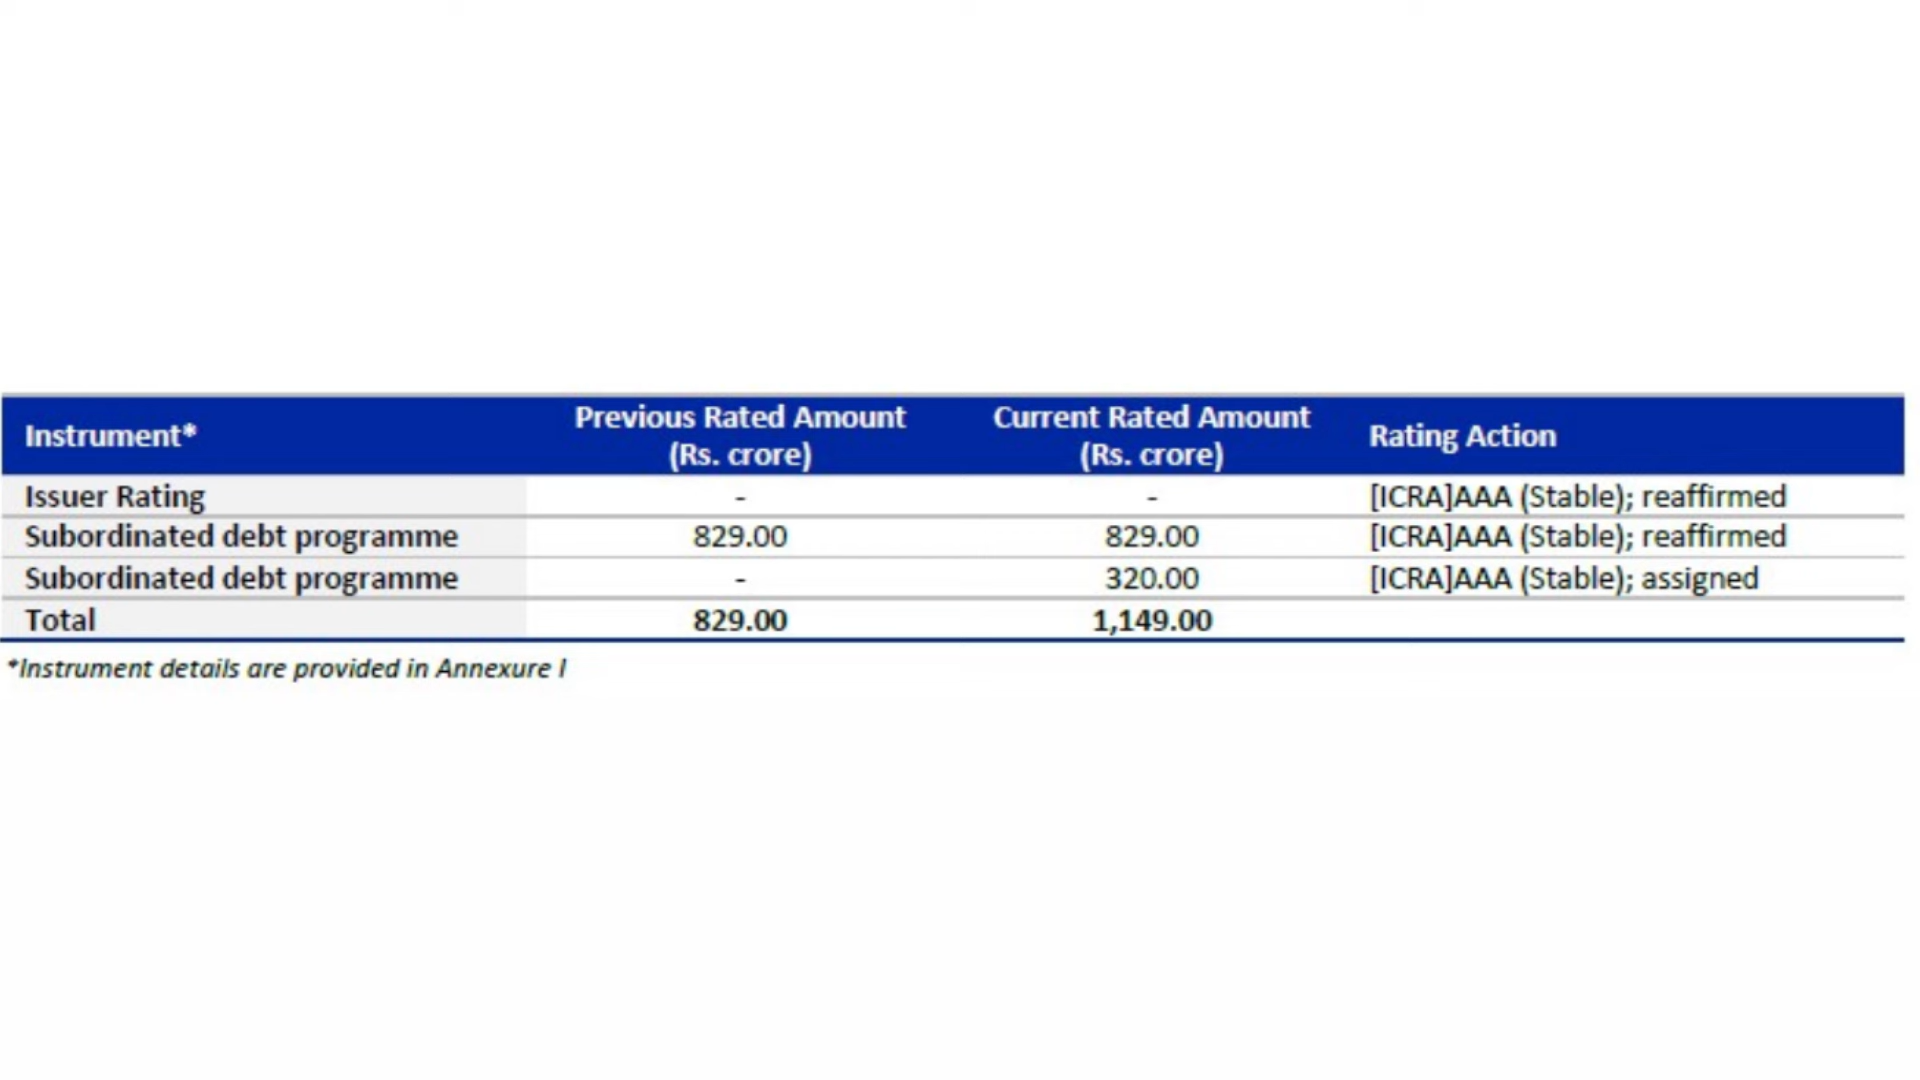 Instrument* Previous Rated Amount (Rs. crore) Current Rated Amount (Rs. crore) Rating Action
Issuer Rating - - [ICRA]AAA (Stable); reaffirmed
Subordinated debt programme 829.00 829.00 [ICRA]AAA (Stable); reaffirmed
Subordinated debt programme - 320.00 [ICRA]AAA (Stable); assigned
Total 829.00 1,149.00
*Instrument details are provided in Annexure I